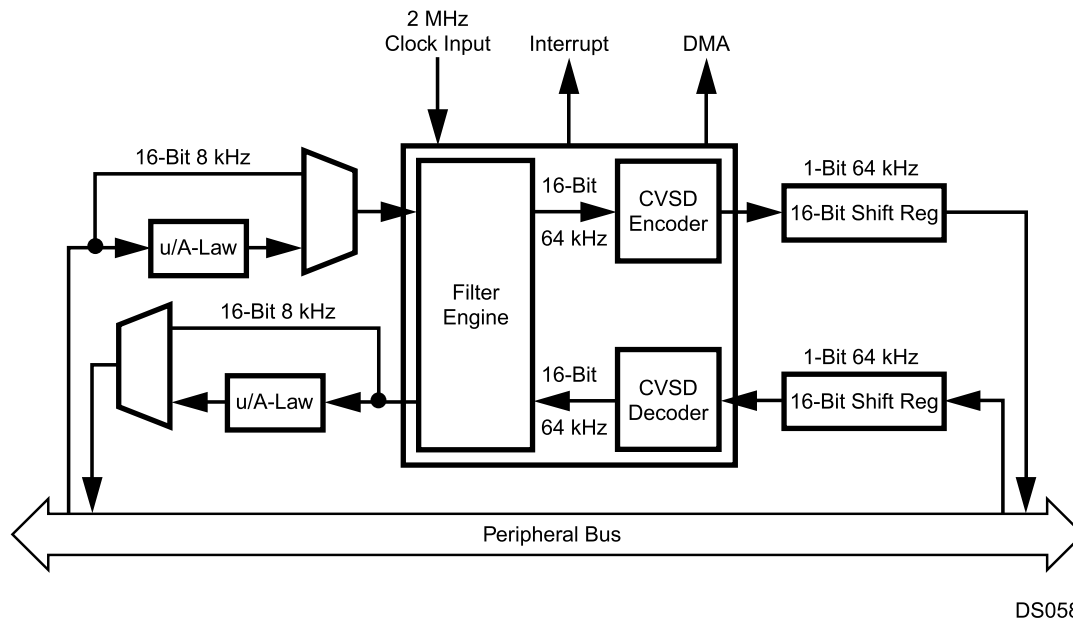 2 MHz
Clock Input
Interrupt
DMA
16-Bit 8 kHz
u/A-Law
16-Bit 8 kHz
u/A-Law
Filter
Engine
16-Bit
64 kHz
CVSD
Encoder
1-Bit 64 kHz
16-Bit Shift Reg
16-Bit
64 kHz
CVSD
Decoder
1-Bit 64 kHz
16-Bit Shift Reg
Peripheral Bus
DS058